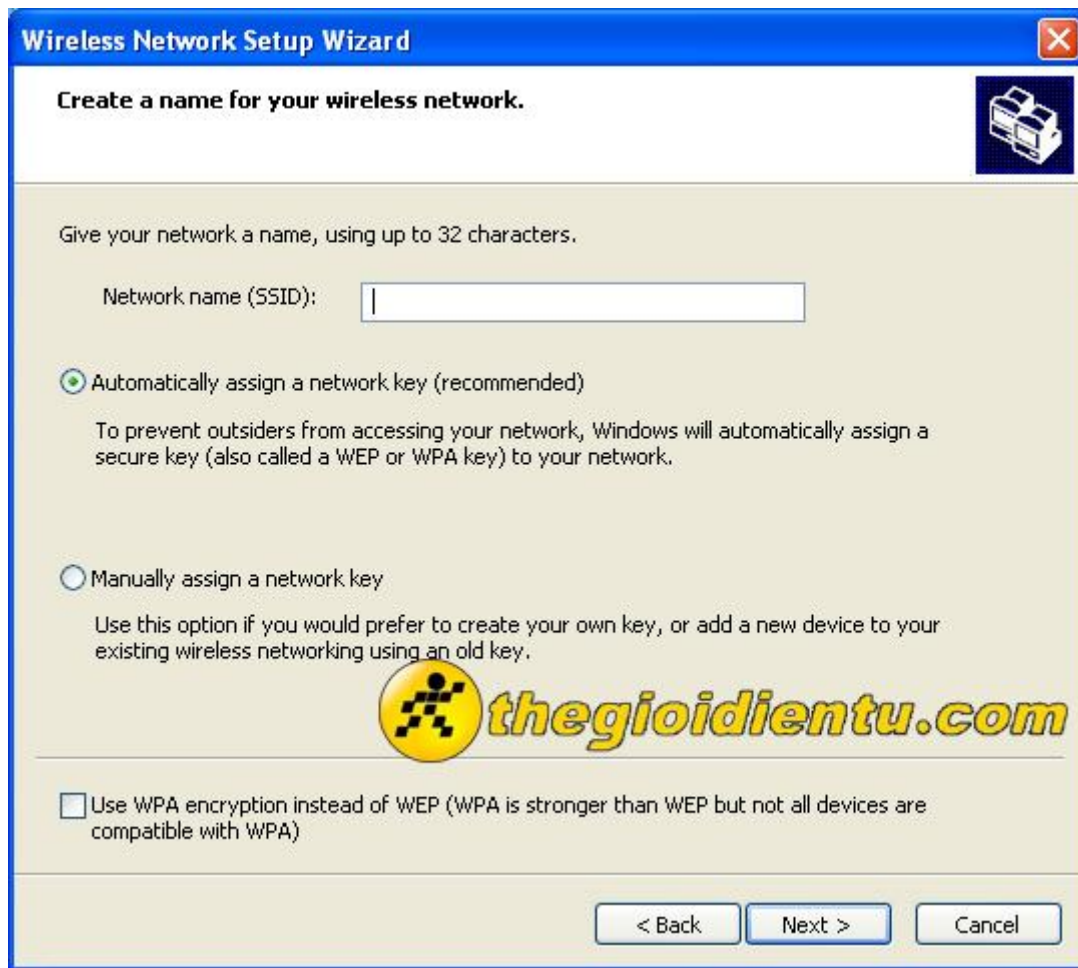 Wireless Network Setup Wizard
Create a name for your wireless network.
Give your network a name, using up to 32 characters.
Network name (SSID):
Automatically assign a network key (recommended)
To prevent outsiders from accessing your network, Windows will automatically assign a
secure key (also called a WEP or WPA key) to your network.
Manually assign a network key
Use this option if you would prefer to create your own key, or add a new device to your
existing wireless networking using an old key.
thegioidientu.com
Use WPA encryption instead of WEP (WPA is stronger than WEP but not all devices are
compatible with WPA)
< Back Next > Cancel